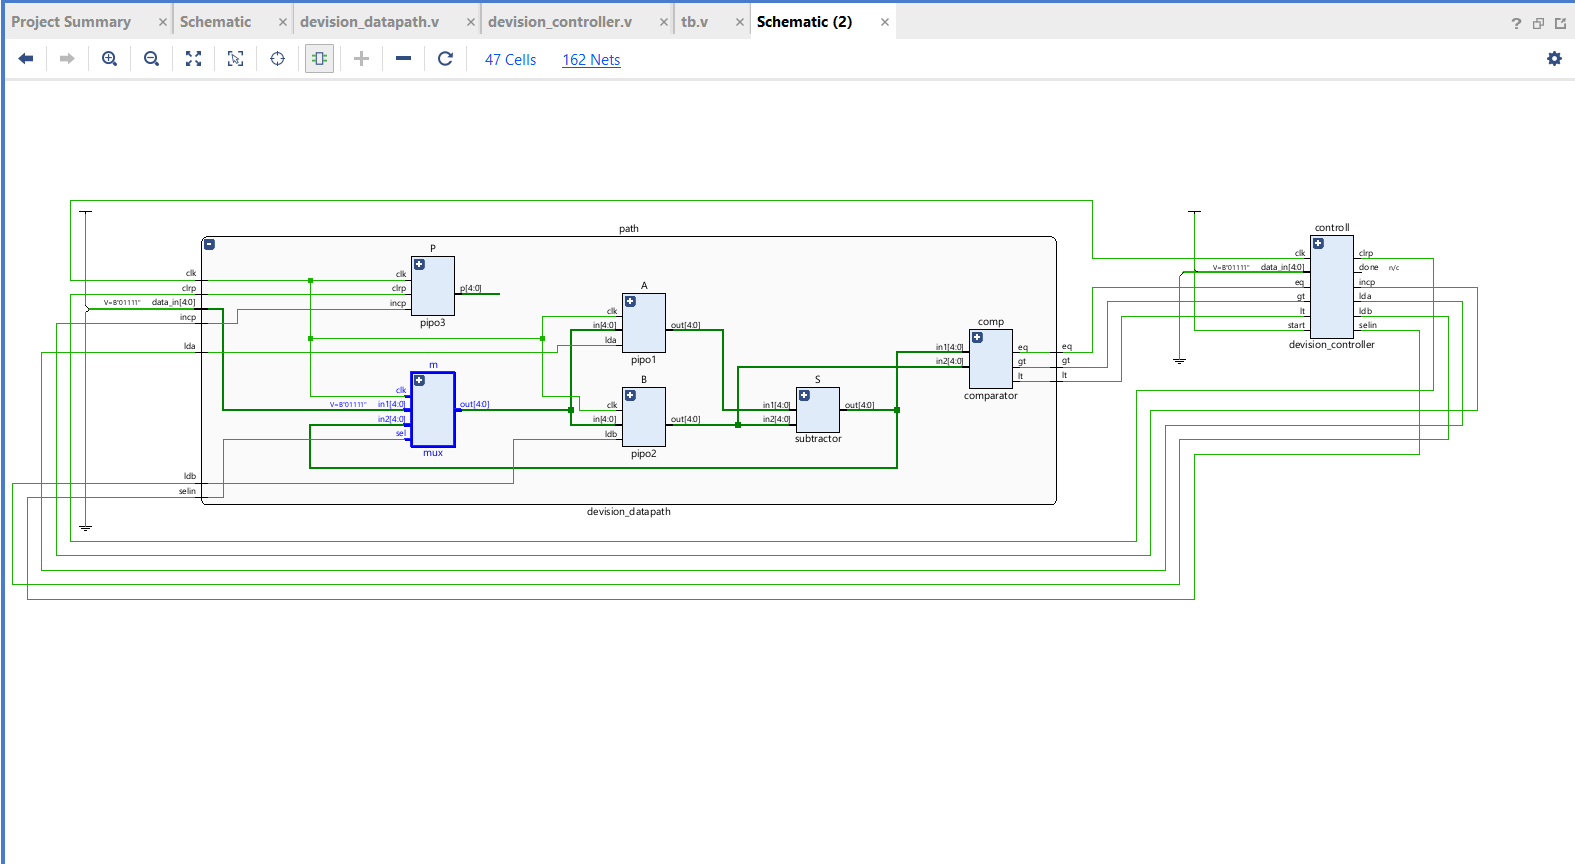 Project Summary × Schematic × devision_datapath.v × devision_controller.v × tb.v × Schematic (2) × ?
47 Cells 162 Nets
path
P
clk
clrp
incp
p[4:0]
pipo3
clk
clrp
V=B"01111" data_in[4:0]
incp
lda
ldb
selin
m
clk
V=B"01111" in1[4:0]
in2[4:0]
sel
out[4:0]
mux
A
clk
in[4:0]
lda
out[4:0]
pipo1
B
clk
in[4:0]
ldb
out[4:0]
pipo2
S
in1[4:0]
in2[4:0]
out[4:0]
subtractor
comp
in1[4:0]
in2[4:0]
eq
gt
lt
comparator
eq
gt
lt
devision_datapath
controll
clk
V=B"01111" data_in[4:0]
eq
gt
lt
start
clrp
done n/c
incp
lda
ldb
selin
devision_controller